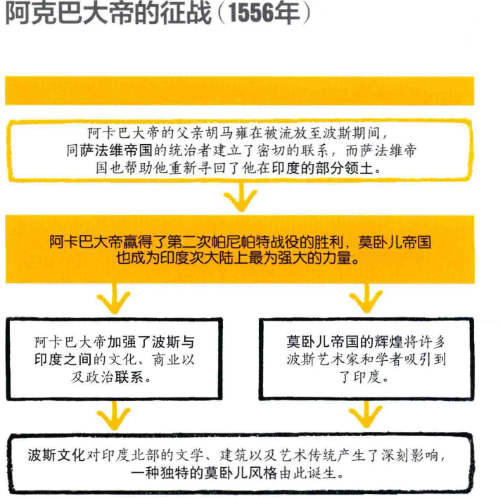 阿克巴大帝的征战（1556年）
阿卡巴大帝的父亲胡马雍在被流放至波斯期间，
同萨法维帝国的统治者建立了密切的联系，而萨法维帝
国也帮助他重新寻回了他在印度的部分领土。
阿卡巴大帝赢得了第二次帕尼帕特战役的胜利，莫卧儿帝国
也成为印度次大陆上最为强大的力量。
阿卡巴大帝加强了波斯与
印度之间的文化、商业以
及政治联系。
莫卧儿帝国的辉煌将许多
波斯艺术家和学者吸引到
了印度。
波斯文化对印度北部的文学、建筑以及艺术传统产生了深刻影响，
一种独特的莫卧儿风格由此诞生。